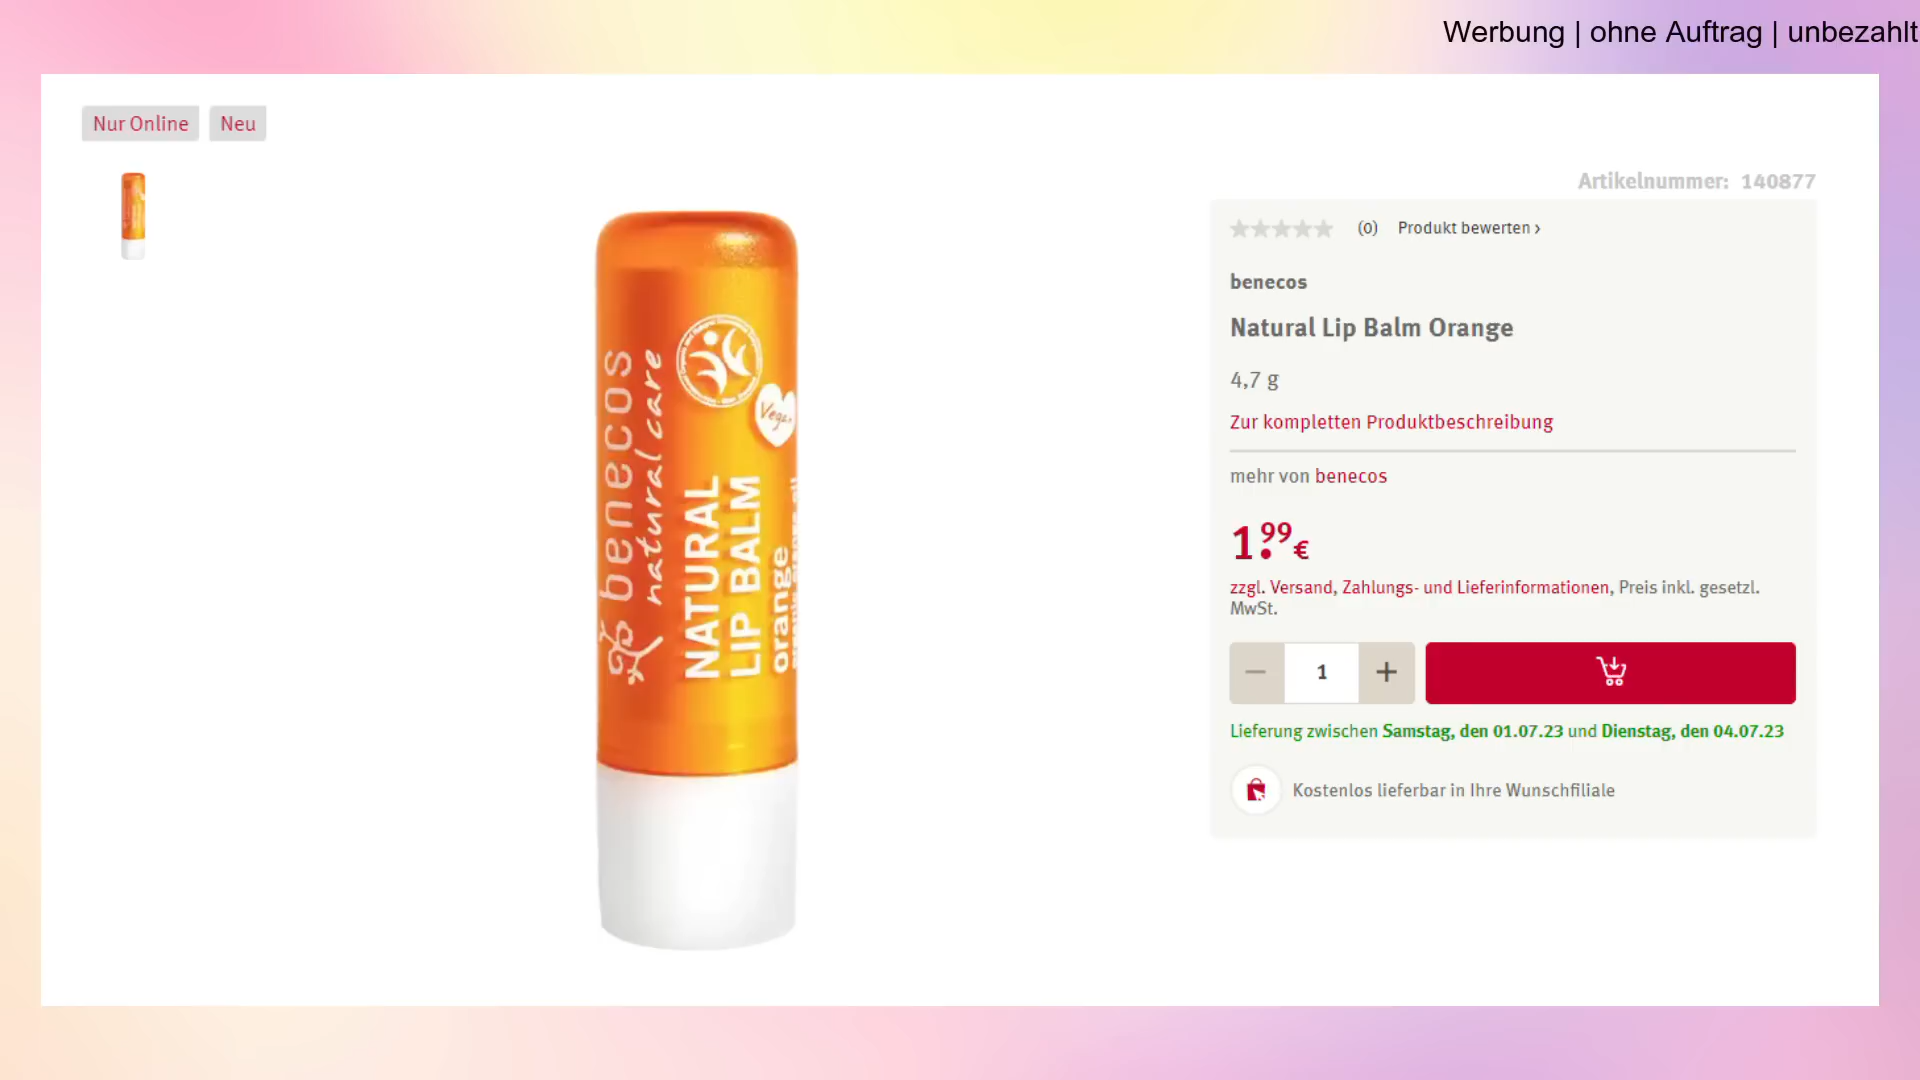 Werbung | ohne Auftrag | unbezahlt
Nur Online
Neu
Artikelnummer: 140877
(0)
Produkt bewerten ›
benecos
Natural Lip Balm Orange
4,7 g
Zur kompletten Produktbeschreibung
mehr von benecos
1.99€
zzgl. Versand, Zahlungs- und Lieferinformationen, Preis inkl. gesetzl.
MwSt.
− 1 +
Lieferung zwischen Samstag, den 01.07.23 und Dienstag, den 04.07.23
Kostenlos lieferbar in Ihre Wunschfiliale
benecos
natural care
Vegan
NATURAL
LIP BALM
orange